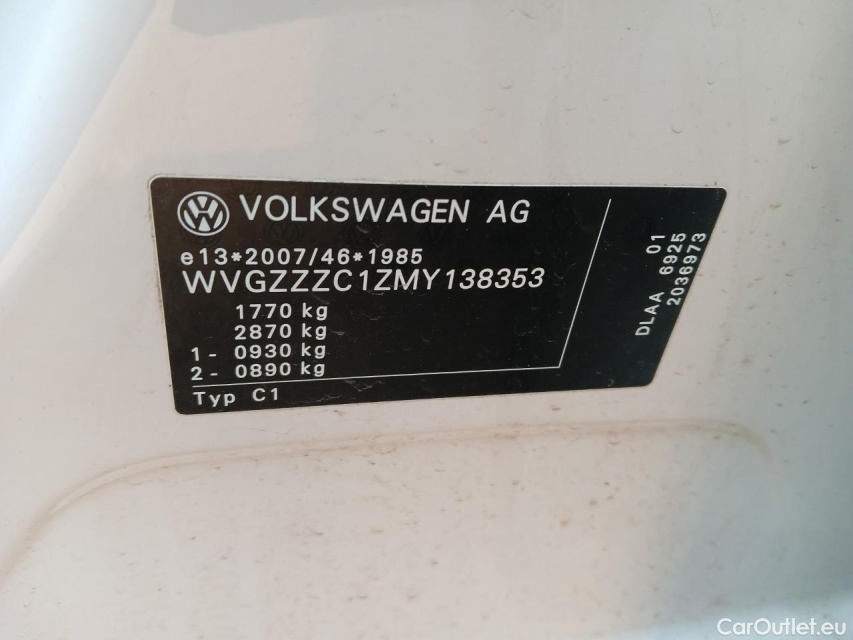 VOLKSWAGEN AG
e13*2007/46*1985
WVGZZZC1ZMY138353
1770 kg
2870 kg
1- 0930 kg
2- 0890 kg
Typ C1
01
DLAA 6925
2036973
CarOutlet.eu